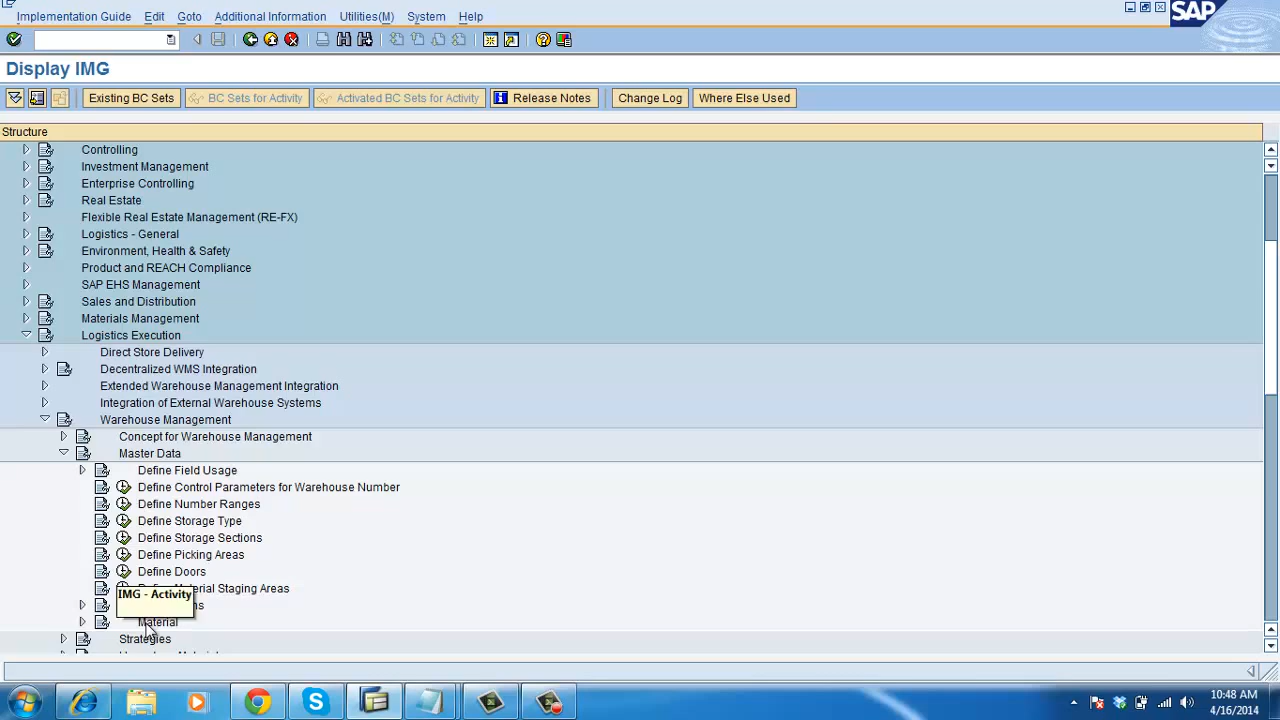 Implementation Guide Edit Goto Additional Information Utilities(M) System Help
SAP
Display IMG
Existing BC Sets BC Sets for Activity Activated BC Sets for Activity Release Notes Change Log Where Else Used
Structure
Controlling
Investment Management
Enterprise Controlling
Real Estate
Flexible Real Estate Management (RE-FX)
Logistics - General
Environment, Health & Safety
Product and REACH Compliance
SAP EHS Management
Sales and Distribution
Materials Management
Logistics Execution
Direct Store Delivery
Decentralized WMS Integration
Extended Warehouse Management Integration
Integration of External Warehouse Systems
Warehouse Management
Concept for Warehouse Management
Master Data
Define Field Usage
Define Control Parameters for Warehouse Number
Define Number Ranges
Define Storage Type
Define Storage Sections
Define Picking Areas
Define Doors
Define Material Staging Areas
IMG - Activity
Material
Strategies
10:48 AM
4/16/2014